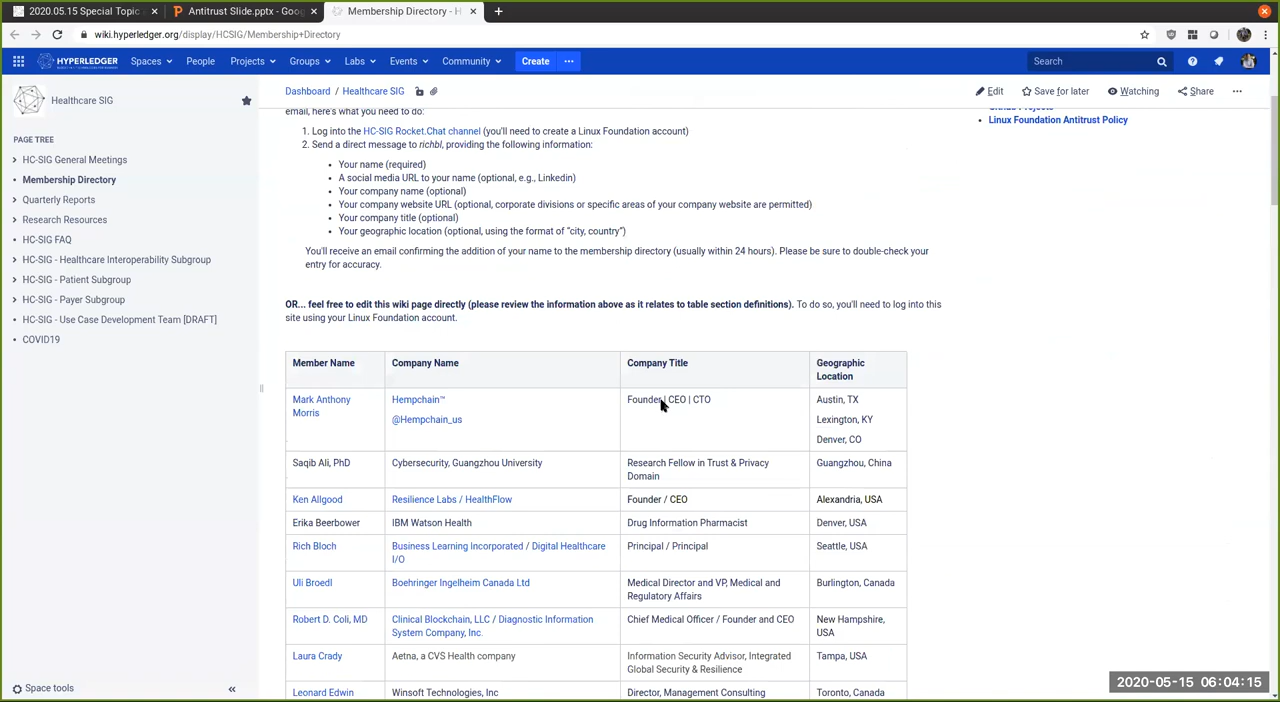 2020.05.15 Special Topic
Antitrust Slide.pptx - Goo
Membership Directory - H
wiki.hyperledger.org/display/HCSIG/Membership+Directory
HYPERLEDGER
Spaces
People
Projects
Groups
Labs
Events
Community
Create
Search
Healthcare SIG
Dashboard / Healthcare SIG
Edit
Save for later
Watching
Share
PAGE TREE
HC-SIG General Meetings
Membership Directory
Quarterly Reports
Research Resources
HC-SIG FAQ
HC-SIG - Healthcare Interoperability Subgroup
HC-SIG - Patient Subgroup
HC-SIG - Payer Subgroup
HC-SIG - Use Case Development Team [DRAFT]
COVID19
Space tools
email, here's what you need to do:
1. Log into the HC-SIG Rocket.Chat channel (you'll need to create a Linux Foundation account)
2. Send a direct message to richbl, providing the following information:
• Your name (required)
• A social media URL to your name (optional, e.g., Linkedin)
• Your company name (optional)
• Your company website URL (optional, corporate divisions or specific areas of your company website are permitted)
• Your company title (optional)
• Your geographic location (optional, using the format of "city, country")
You'll receive an email confirming the addition of your name to the membership directory (usually within 24 hours). Please be sure to double-check your
entry for accuracy.
OR... feel free to edit this wiki page directly (please review the information above as it relates to table section definitions). To do so, you'll need to log into this
site using your Linux Foundation account.
Github Projects
• Linux Foundation Antitrust Policy
Member Name
Company Name
Company Title
Geographic
Location
Mark Anthony
Morris
Hempchain™
@Hempchain_us
Founder | CEO | CTO
Austin, TX
Lexington, KY
Denver, CO
Saqib Ali, PhD
Cybersecurity, Guangzhou University
Research Fellow in Trust & Privacy
Domain
Guangzhou, China
Ken Allgood
Resilience Labs / HealthFlow
Founder / CEO
Alexandria, USA
Erika Beerbower
IBM Watson Health
Drug Information Pharmacist
Denver, USA
Rich Bloch
Business Learning Incorporated / Digital Healthcare
I/O
Principal / Principal
Seattle, USA
Uli Broedl
Boehringer Ingelheim Canada Ltd
Medical Director and VP, Medical and
Regulatory Affairs
Burlington, Canada
Robert D. Coli, MD
Clinical Blockchain, LLC / Diagnostic Information
System Company, Inc.
Chief Medical Officer / Founder and CEO
New Hampshire,
USA
Laura Crady
Aetna, a CVS Health company
Information Security Advisor, Integrated
Global Security & Resilience
Tampa, USA
Leonard Edwin
Winsoft Technologies, Inc
Director, Management Consulting
Toronto, Canada
2020-05-15 06:04:15